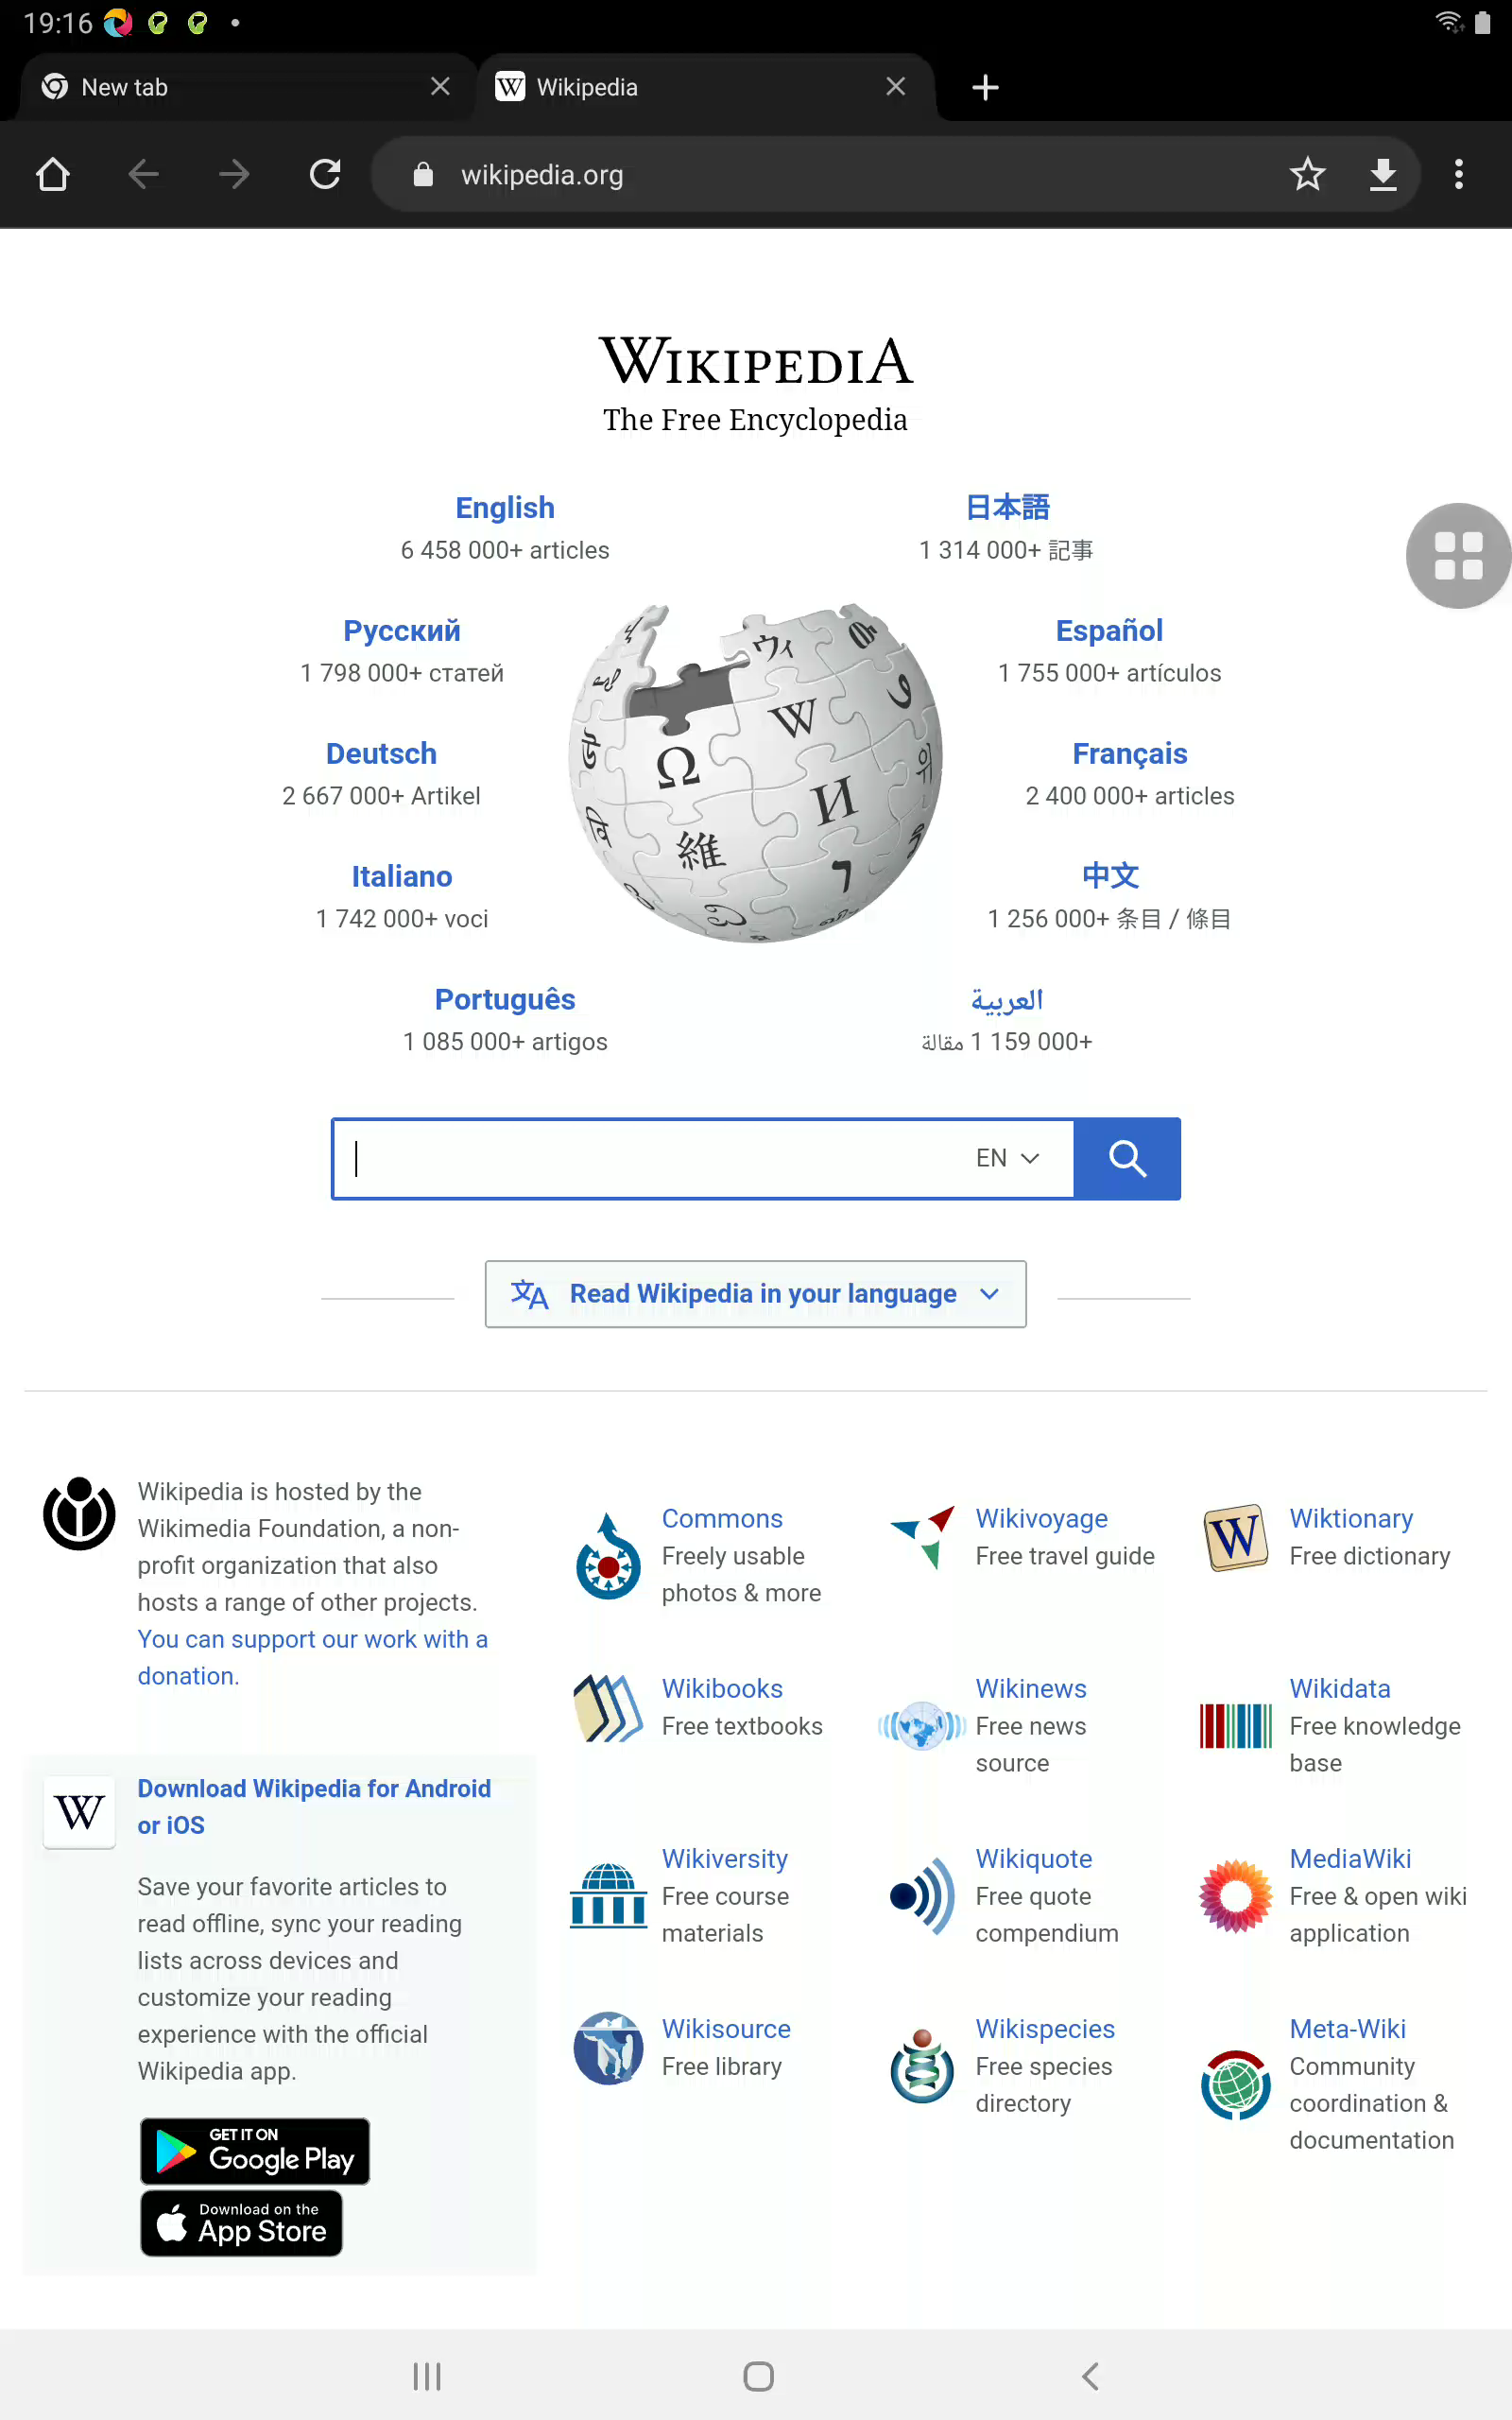 19:16
New tab
Wikipedia
wikipedia.org
WIKIPEDIA
The Free Encyclopedia
English
6 458 000+ articles
日本語
1 314 000+ 記事
Русский
1 798 000+ статей
Español
1 755 000+ artículos
Deutsch
2 667 000+ Artikel
Français
2 400 000+ articles
Italiano
1 742 000+ voci
中文
1 256 000+ 条目 / 條目
Português
1 085 000+ artigos
العربية
1 159 000+ مقالة
Ω
W
И
維
ウィ
EN
Read Wikipedia in your language
Wikipedia is hosted by the
Wikimedia Foundation, a non-
profit organization that also
hosts a range of other projects.
You can support our work with a
donation.
W
Download Wikipedia for Android
or iOS
Save your favorite articles to
read offline, sync your reading
lists across devices and
customize your reading
experience with the official
Wikipedia app.
GET IT ON
Google Play
Download on the
App Store
Commons
Freely usable
photos & more
Wikivoyage
Free travel guide
W
Wiktionary
Free dictionary
Wikibooks
Free textbooks
Wikinews
Free news
source
Wikidata
Free knowledge
base
Wikiversity
Free course
materials
Wikiquote
Free quote
compendium
MediaWiki
Free & open wiki
application
Wikisource
Free library
Wikispecies
Free species
directory
Meta-Wiki
Community
coordination &
documentation